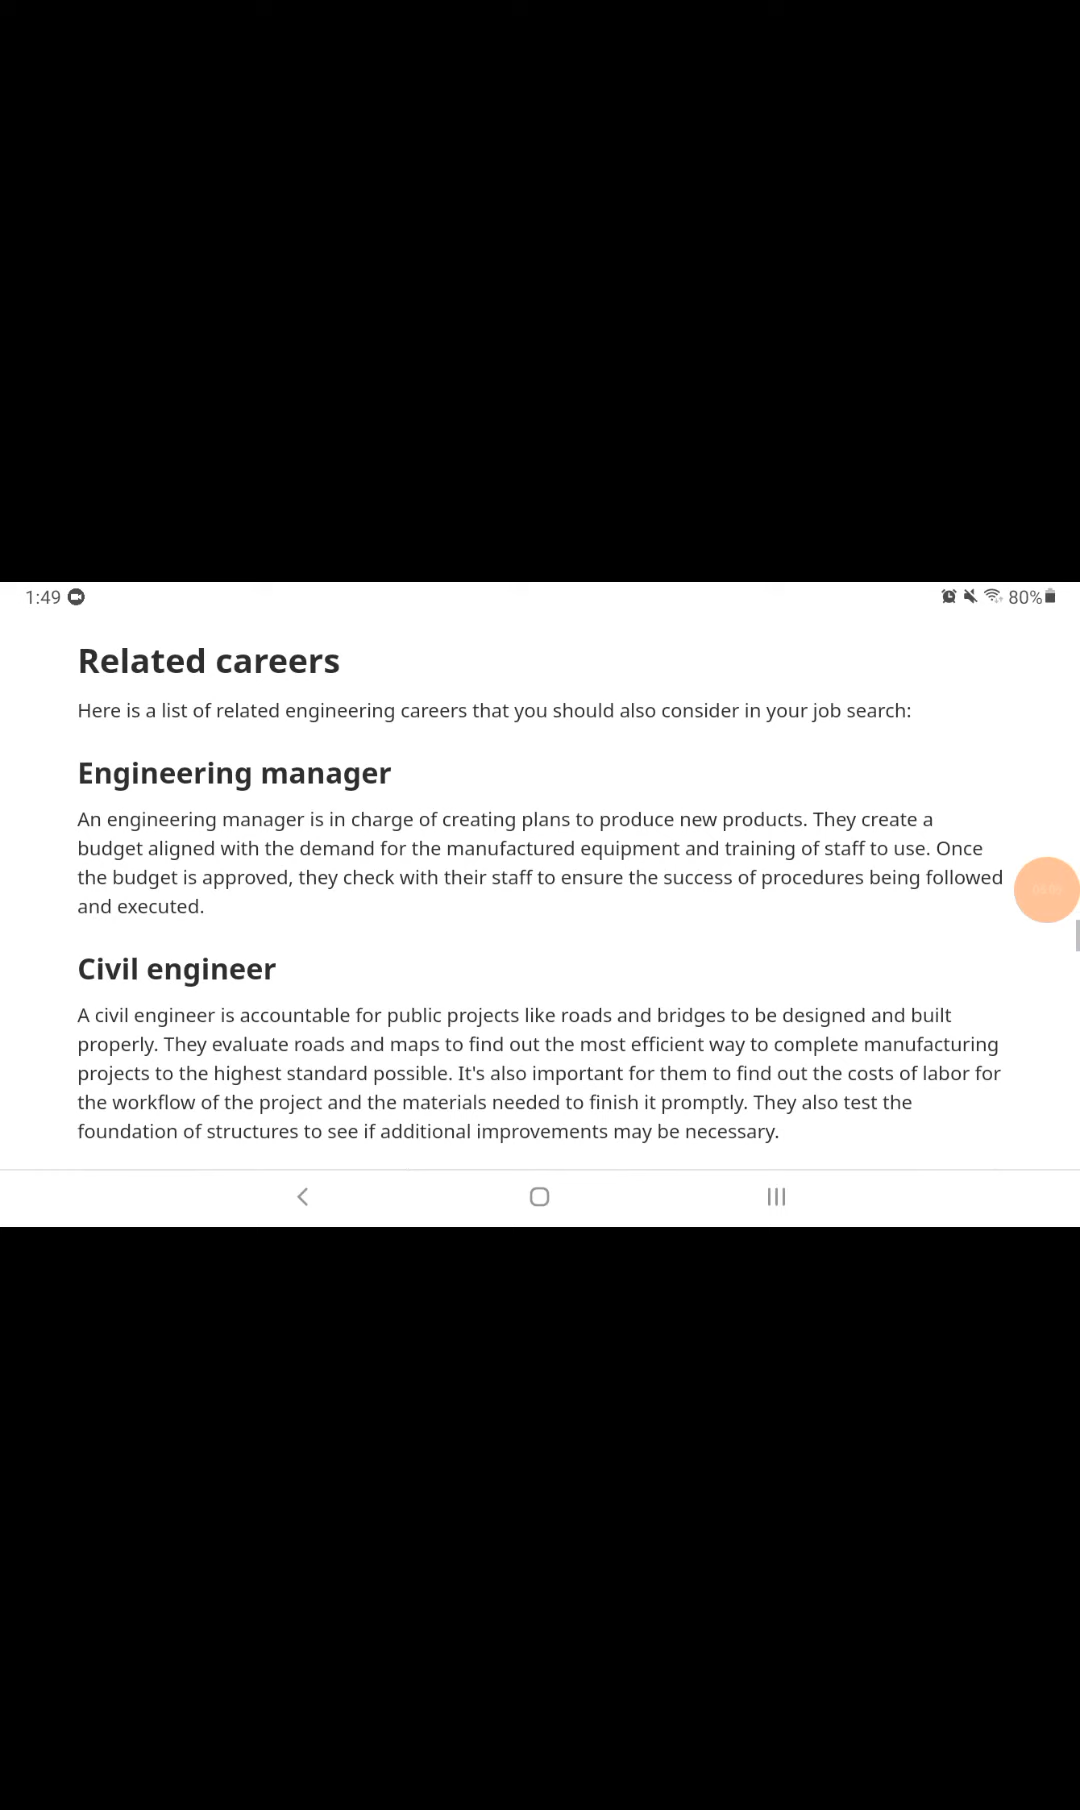 1:49
80%
Related careers
Here is a list of related engineering careers that you should also consider in your job search:
Engineering manager
An engineering manager is in charge of creating plans to produce new products. They create a
budget aligned with the demand for the manufactured equipment and training of staff to use. Once
the budget is approved, they check with their staff to ensure the success of procedures being followed
and executed.
Civil engineer
A civil engineer is accountable for public projects like roads and bridges to be designed and built
properly. They evaluate roads and maps to find out the most efficient way to complete manufacturing
projects to the highest standard possible. It's also important for them to find out the costs of labor for
the workflow of the project and the materials needed to finish it promptly. They also test the
foundation of structures to see if additional improvements may be necessary.